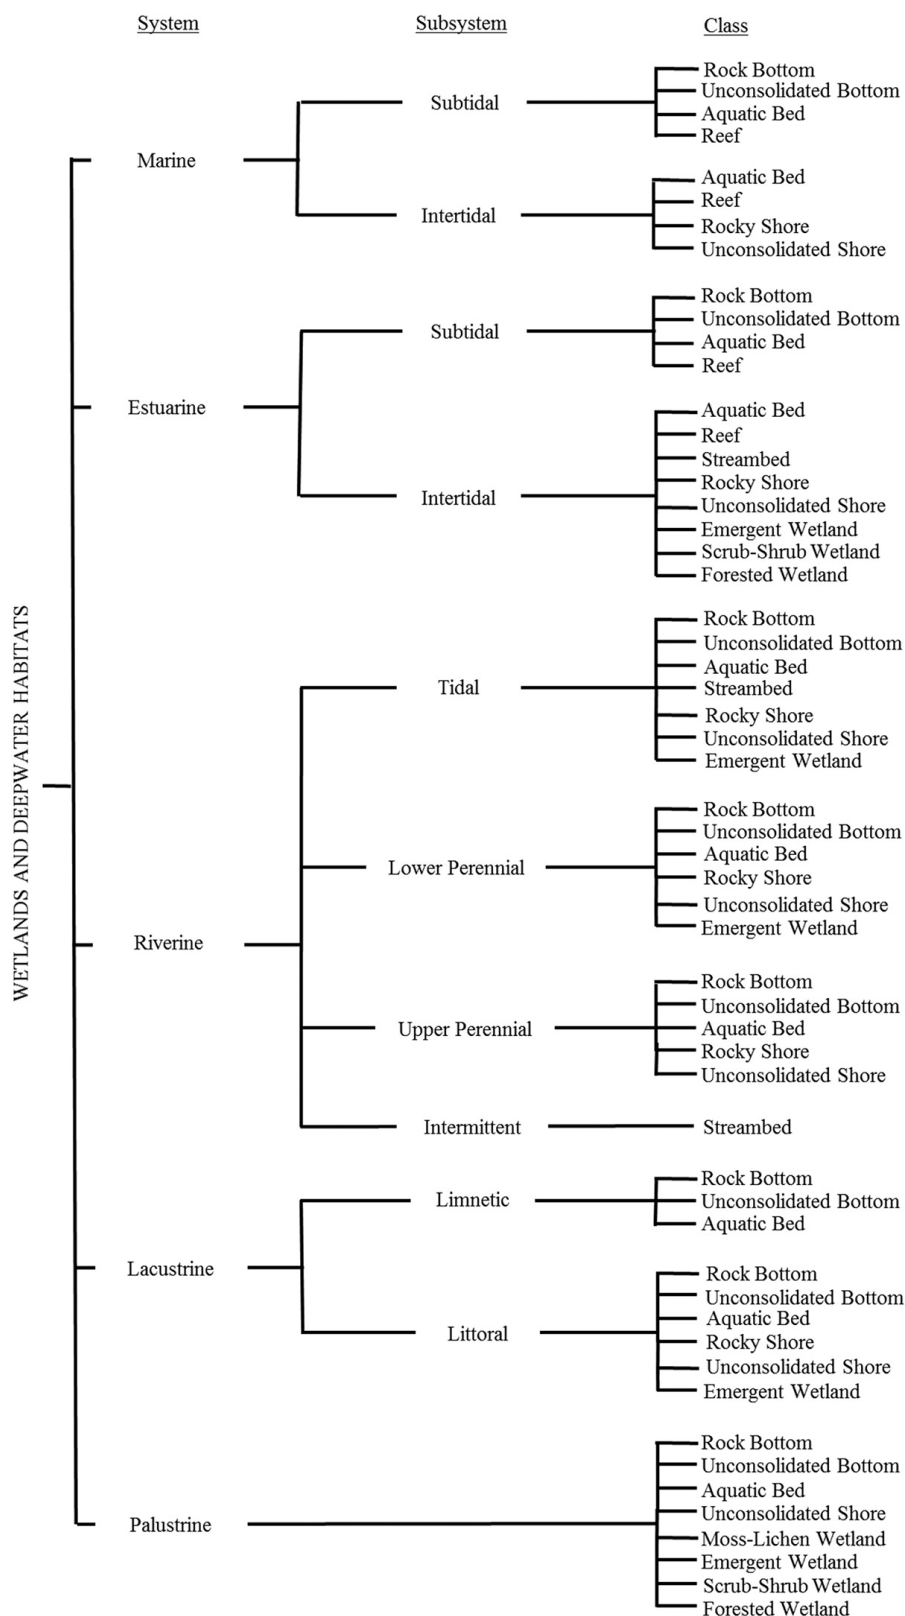 System
Subsystem
Class
WETLANDS AND DEEPWATER HABITATS
Marine
Subtidal
Rock Bottom
Unconsolidated Bottom
Aquatic Bed
Reef
Intertidal
Aquatic Bed
Reef
Rocky Shore
Unconsolidated Shore
Estuarine
Subtidal
Rock Bottom
Unconsolidated Bottom
Aquatic Bed
Reef
Intertidal
Aquatic Bed
Reef
Streambed
Rocky Shore
Unconsolidated Shore
Emergent Wetland
Scrub-Shrub Wetland
Forested Wetland
Riverine
Tidal
Rock Bottom
Unconsolidated Bottom
Aquatic Bed
Streambed
Rocky Shore
Unconsolidated Shore
Emergent Wetland
Lower Perennial
Rock Bottom
Unconsolidated Bottom
Aquatic Bed
Rocky Shore
Unconsolidated Shore
Emergent Wetland
Upper Perennial
Rock Bottom
Unconsolidated Bottom
Aquatic Bed
Rocky Shore
Unconsolidated Shore
Intermittent
Streambed
Lacustrine
Limnetic
Rock Bottom
Unconsolidated Bottom
Aquatic Bed
Littoral
Rock Bottom
Unconsolidated Bottom
Aquatic Bed
Rocky Shore
Unconsolidated Shore
Emergent Wetland
Palustrine
Rock Bottom
Unconsolidated Bottom
Aquatic Bed
Unconsolidated Shore
Moss-Lichen Wetland
Emergent Wetland
Scrub-Shrub Wetland
Forested Wetland